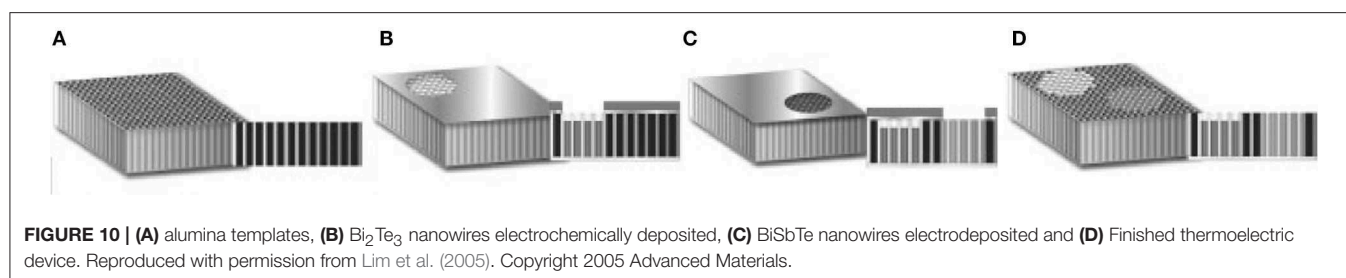 A B C D
FIGURE 10 | (A) alumina templates, (B) Bi₂Te₃ nanowires electrochemically deposited, (C) BiSbTe nanowires electrodeposited and (D) Finished thermoelectric
device. Reproduced with permission from Lim et al. (2005). Copyright 2005 Advanced Materials.